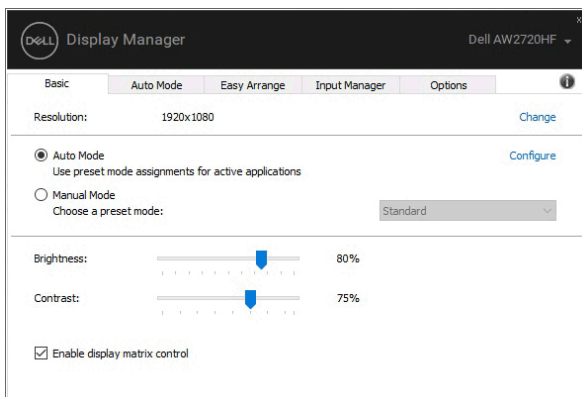 DELL Display Manager Dell AW2720HF
Basic Auto Mode Easy Arrange Input Manager Options
Resolution: 1920x1080 Change
Auto Mode Configure
Use preset mode assignments for active applications
Manual Mode
Choose a preset mode: Standard
Brightness: 80%
Contrast: 75%
Enable display matrix control